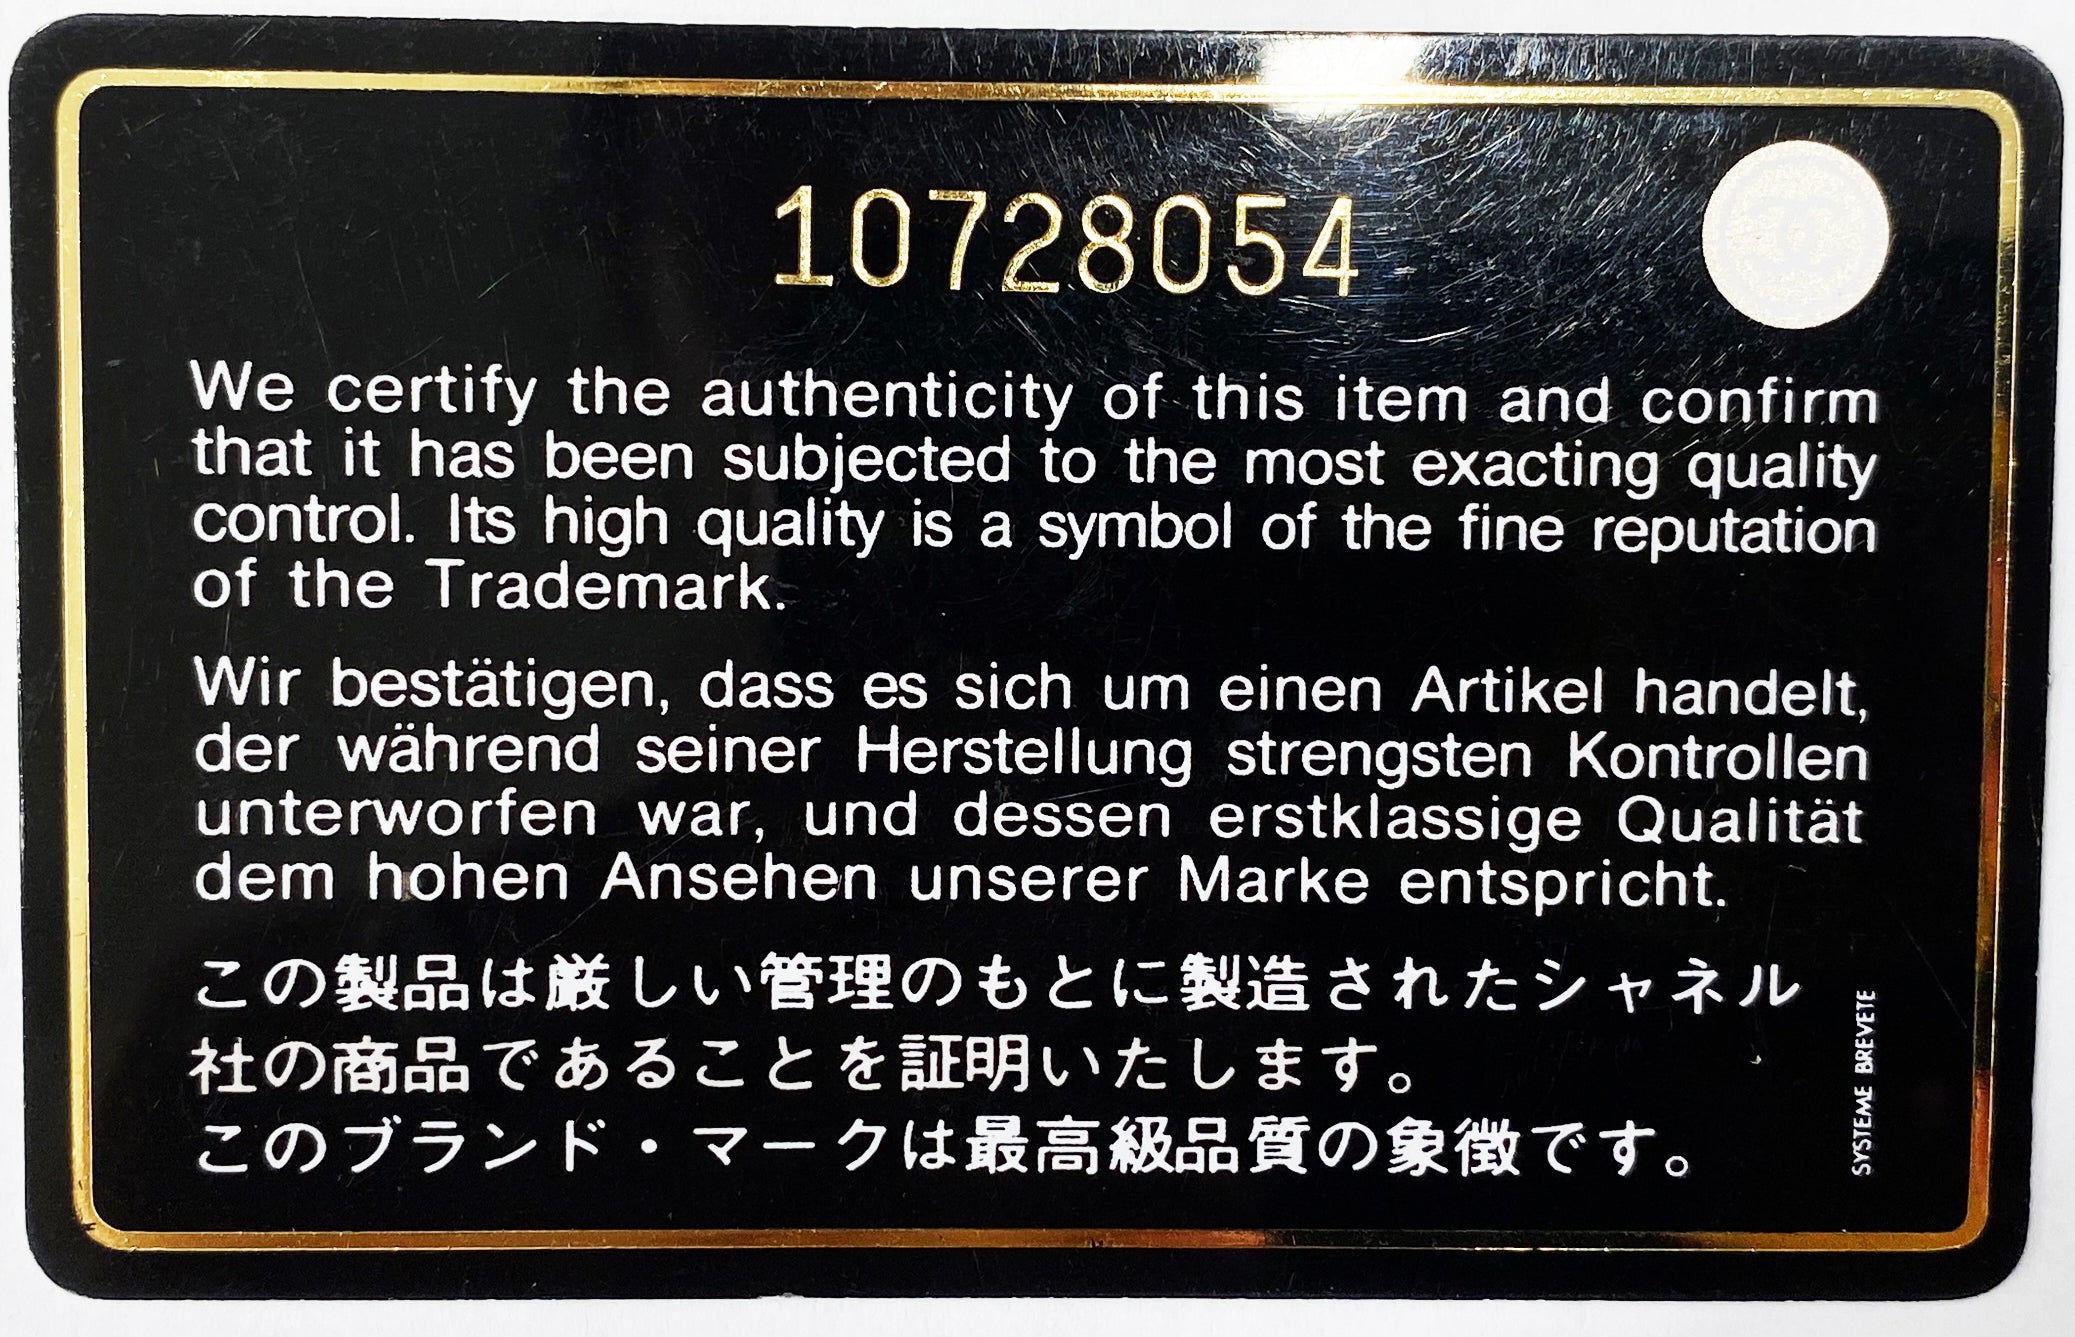 10728054
We certify the authenticity of this item and confirm
that it has been subjected to the most exacting quality
control. Its high quality is a symbol of the fine reputation
of the Trademark.
Wir bestätigen, dass es sich um einen Artikel handelt,
der während seiner Herstellung strengsten Kontrollen
unterworfen war, und dessen erstklassige Qualität
dem hohen Ansehen unserer Marke entspricht.
この製品は厳しい管理のもとに製造されたシャネル
社の商品であることを証明いたします。
このブランド・マークは最高級品質の象徴です。
SYSTEME BREVETE